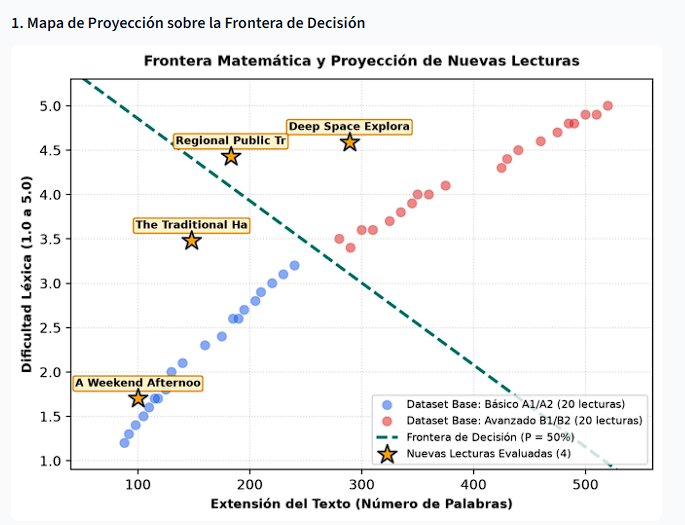 1. Mapa de Proyección sobre la Frontera de Decisión
Frontera Matemática y Proyección de Nuevas Lecturas
Dificultad Léxica (1.0 a 5.0)
5.0
4.5
4.0
3.5
3.0
2.5
2.0
1.5
1.0
Deep Space Explora
Regional Public Tr
The Traditional Ha
A Weekend Afternoo
Dataset Base: Básico A1/A2 (20 lecturas)
Dataset Base: Avanzado B1/B2 (20 lecturas)
Frontera de Decisión (P = 50%)
Nuevas Lecturas Evaluadas (4)
100 200 300 400 500
Extensión del Texto (Número de Palabras)